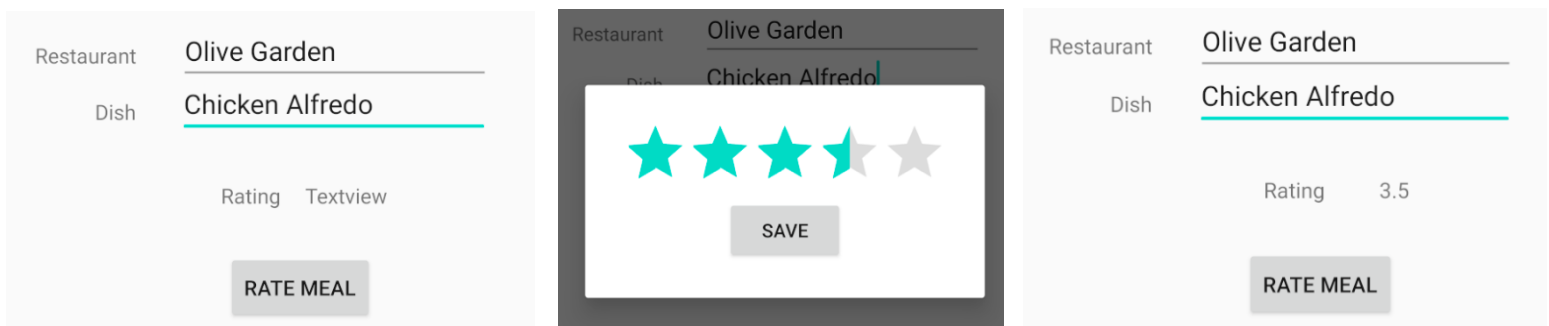 Restaurant Olive Garden
Dish Chicken Alfredo
Rating Textview
RATE MEAL
Restaurant Olive Garden
Dish Chicken Alfredo
SAVE
Restaurant Olive Garden
Dish Chicken Alfredo
Rating 3.5
RATE MEAL